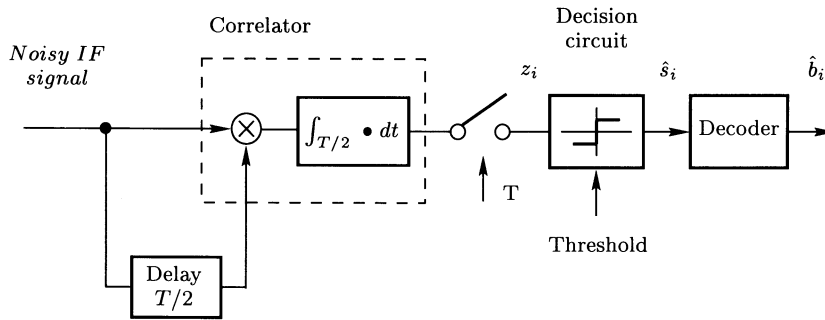 Correlator
Decision
circuit
Noisy IF
signal
z_i
ŝ_i
b̂_i
×
∫_{T/2} • dt
Decoder
T
Threshold
Delay
T/2